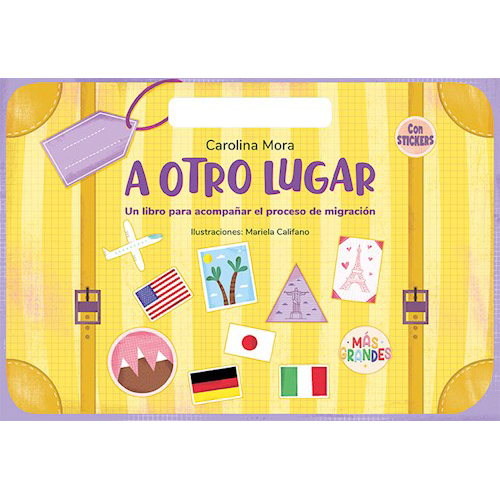 Con
STICKERS
Carolina Mora
A OTRO LUGAR
Un libro para acompañar el proceso de migración
Ilustraciones: Mariela Califano
MÁS
GRANDES